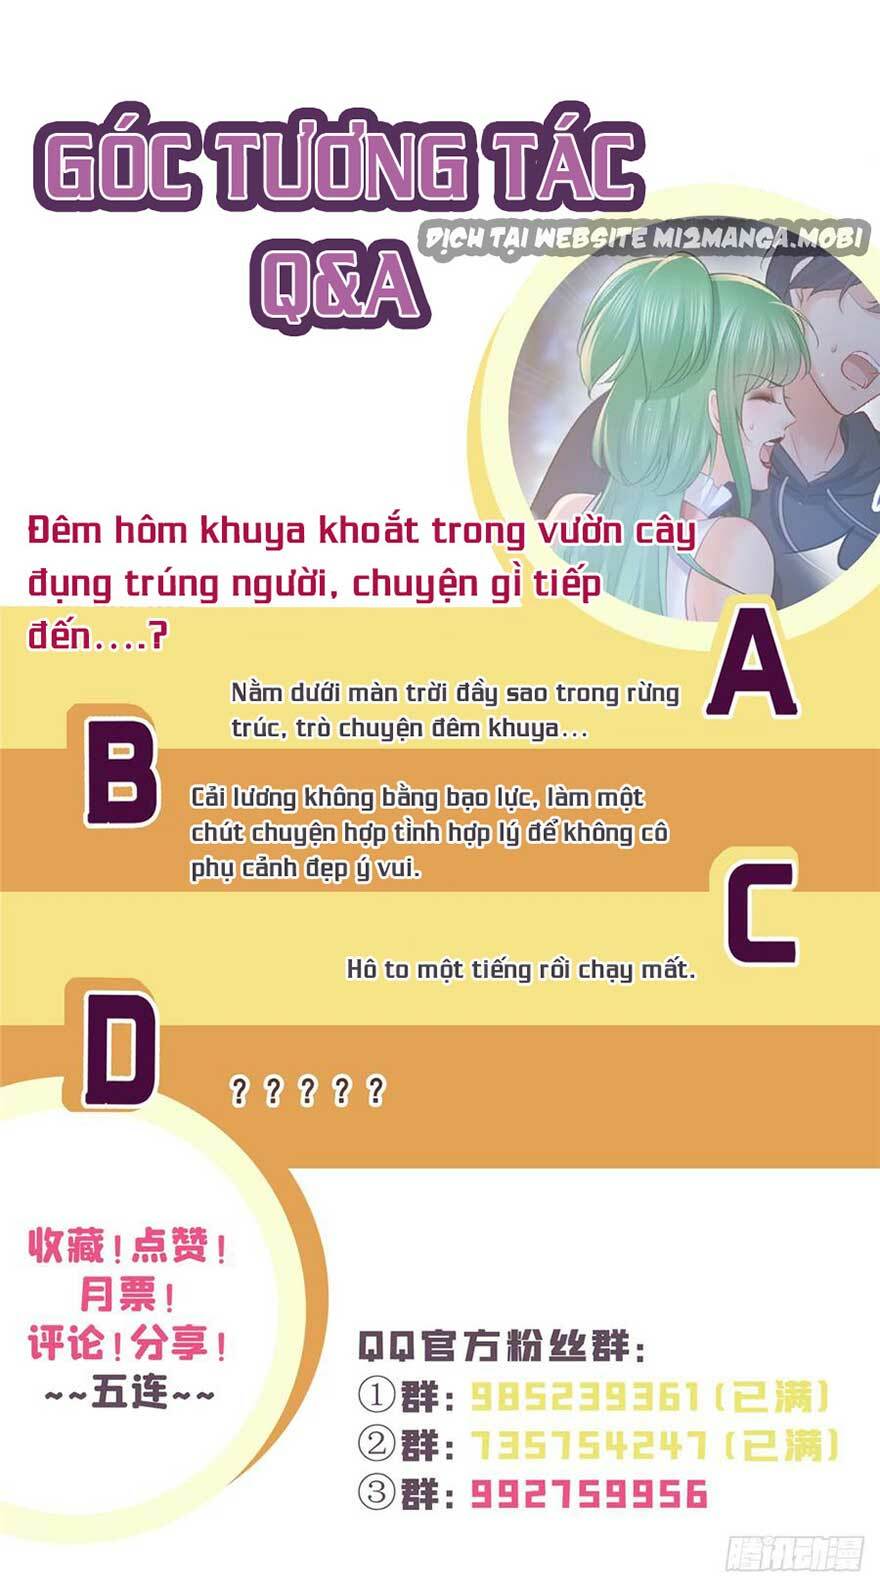 GÓC TƯƠNG TÁC
Q&A
DỊCH TẠI WEBSITE MI2MANGA.MOBI
Đêm hôm khuya khoắt trong vườn cây
đụng trúng người, chuyện gì tiếp
đến....?
A
Nằm dưới màn trời đầy sao trong rừng
trúc, trò chuyện đêm khuya...
B
Cải lương không bằng bạo lực, làm một
chút chuyện hợp tình hợp lý để không cô
phụ cảnh đẹp ý vui.
C
Hô to một tiếng rồi chạy mất.
D
? ? ? ? ?
收藏!点赞!
月票!
评论!分享!
~~五连~~
QQ官方粉丝群:
①群: 985239361(已满)
②群: 735754247(已满)
③群: 992759956
腾讯动漫